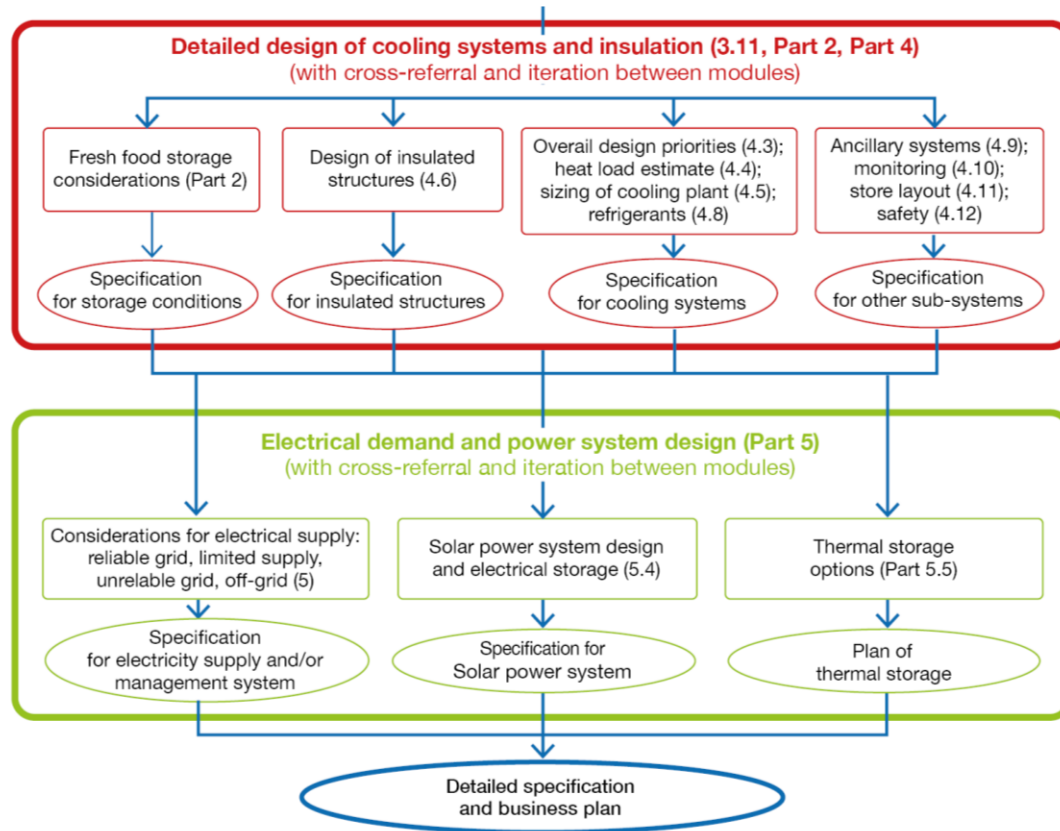 Detailed design of cooling systems and insulation (3.11, Part 2, Part 4)
(with cross-referral and iteration between modules)
Fresh food storage
considerations (Part 2)
Design of insulated
structures (4.6)
Overail design priorities (4.3);
heat load estimate (4.4);
sizing of cooling plant (4.5);
refrigerants (4.8)
Ancillary systems (4.9);
monitoring (4.10);
store layout (4.11);
safety (4.12)
Specification
for storage conditions
Specification
for insulated structures
Specification
for cooling systems
Specification
for other sub-systems
Electrical demand and power system design (Part 5)
(with cross-referral and iteration between modules)
Considerations for electrical supply:
reliable grid, limited supply,
unrelable grid, off-grid (5)
Solar power system design
and electrical storage (5.4)
Thermal storage
options (Part 5.5)
Specification
for electricity supply and/or
management system
Specification for
Solar power system
Plan of
thermal storage
Detailed specification
and business plan